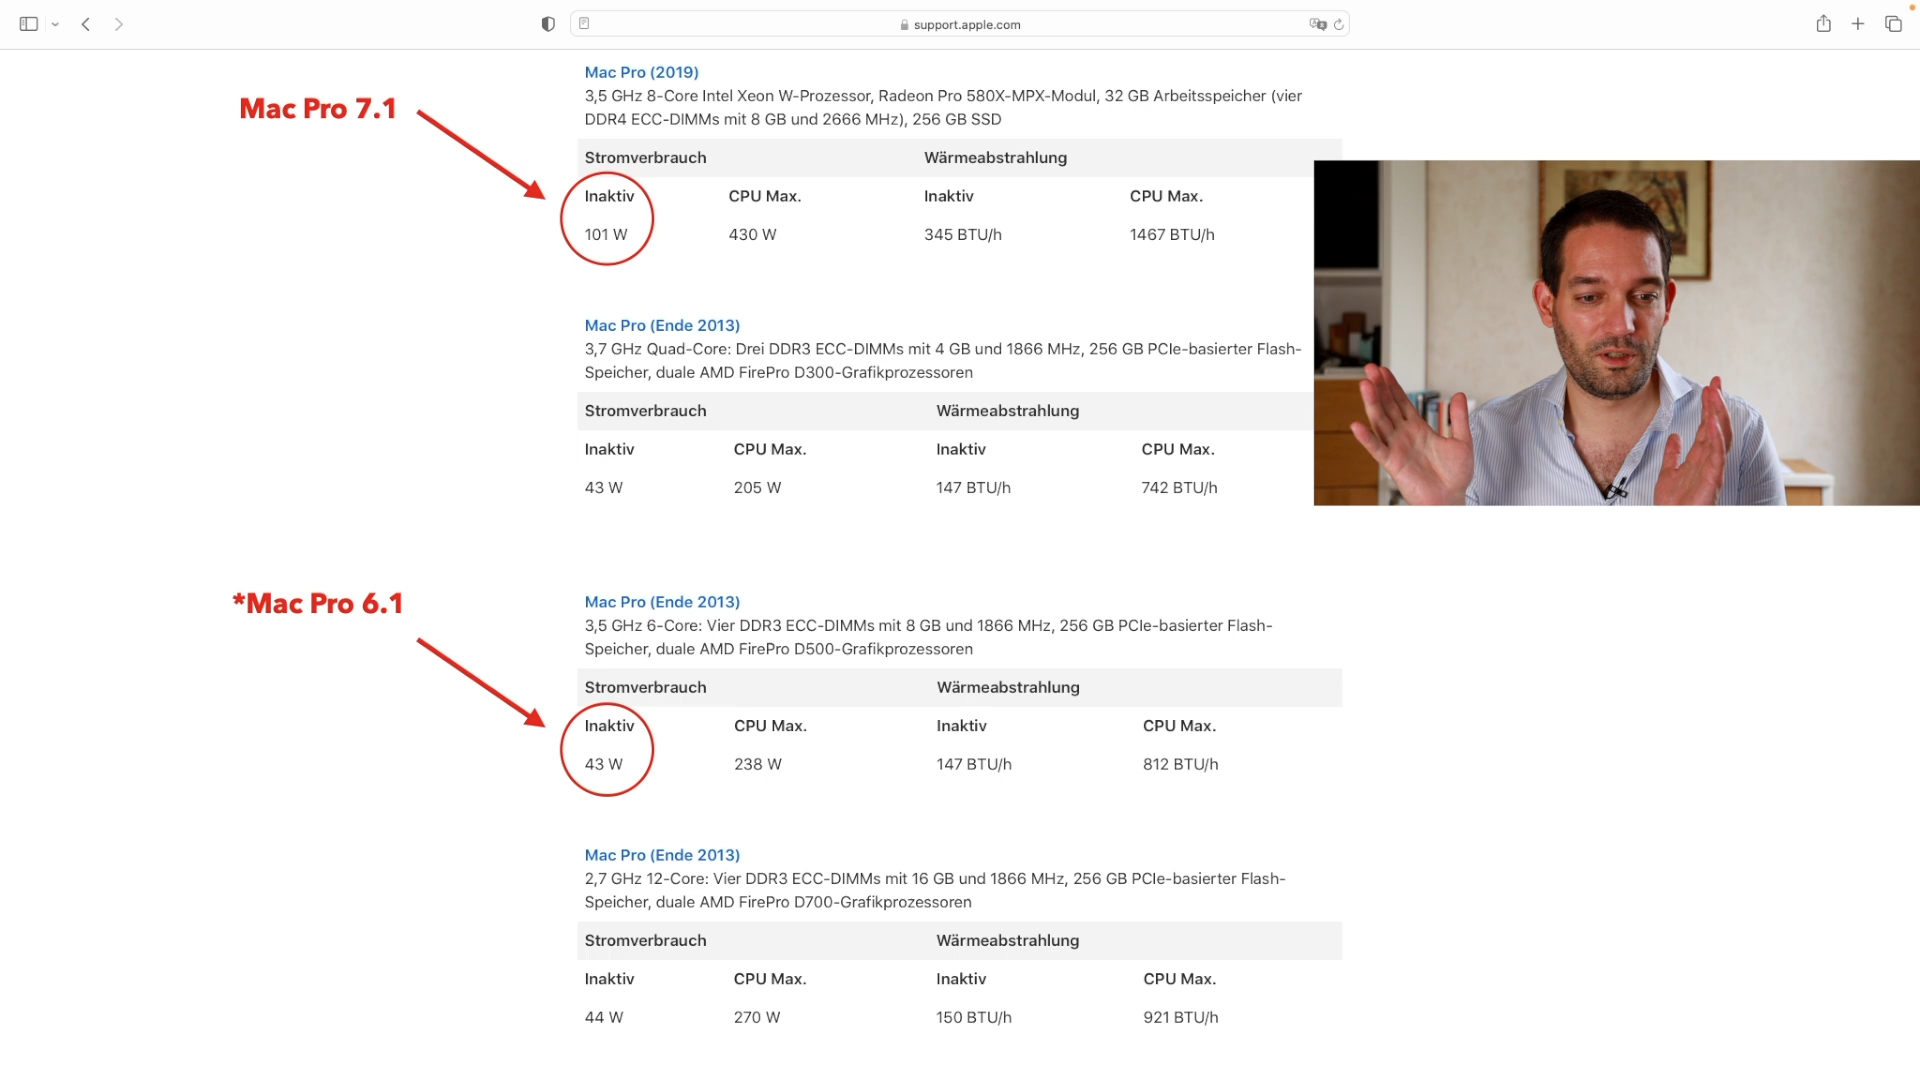 support.apple.com
Mac Pro 7.1
Mac Pro (2019)
3,5 GHz 8-Core Intel Xeon W-Prozessor, Radeon Pro 580X-MPX-Modul, 32 GB Arbeitsspeicher (vier
DDR4 ECC-DIMMs mit 8 GB und 2666 MHz), 256 GB SSD
Stromverbrauch Wärmeabstrahlung
Inaktiv CPU Max. Inaktiv CPU Max.
101 W 430 W 345 BTU/h 1467 BTU/h
Mac Pro (Ende 2013)
3,7 GHz Quad-Core: Drei DDR3 ECC-DIMMs mit 4 GB und 1866 MHz, 256 GB PCIe-basierter Flash-
Speicher, duale AMD FirePro D300-Grafikprozessoren
Stromverbrauch Wärmeabstrahlung
Inaktiv CPU Max. Inaktiv CPU Max.
43 W 205 W 147 BTU/h 742 BTU/h
*Mac Pro 6.1
Mac Pro (Ende 2013)
3,5 GHz 6-Core: Vier DDR3 ECC-DIMMs mit 8 GB und 1866 MHz, 256 GB PCIe-basierter Flash-
Speicher, duale AMD FirePro D500-Grafikprozessoren
Stromverbrauch Wärmeabstrahlung
Inaktiv CPU Max. Inaktiv CPU Max.
43 W 238 W 147 BTU/h 812 BTU/h
Mac Pro (Ende 2013)
2,7 GHz 12-Core: Vier DDR3 ECC-DIMMs mit 16 GB und 1866 MHz, 256 GB PCIe-basierter Flash-
Speicher, duale AMD FirePro D700-Grafikprozessoren
Stromverbrauch Wärmeabstrahlung
Inaktiv CPU Max. Inaktiv CPU Max.
44 W 270 W 150 BTU/h 921 BTU/h